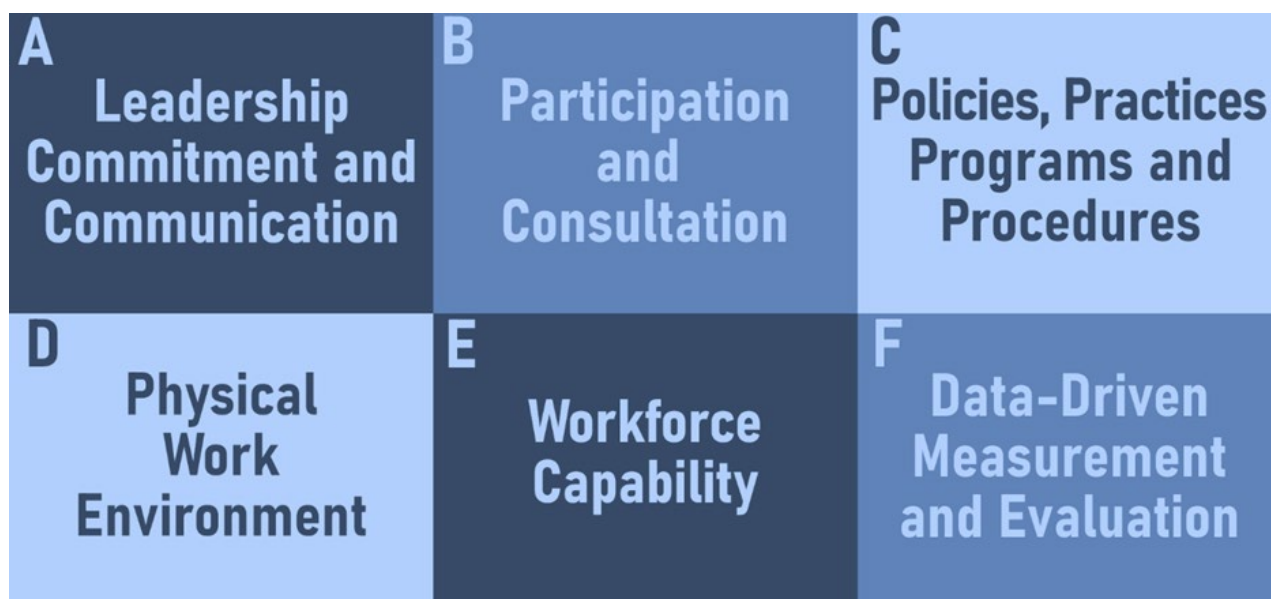 A
Leadership
Commitment and
Communication
B
Participation
and
Consultation
C
Policies, Practices
Programs and
Procedures
D
Physical
Work
Environment
E
Workforce
Capability
F
Data-Driven
Measurement
and Evaluation